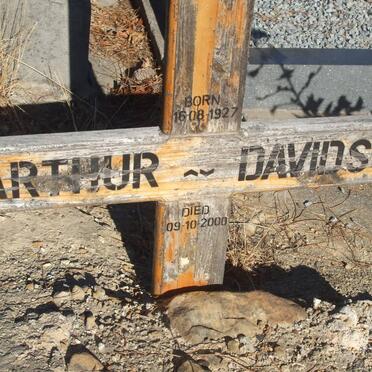 BORN
16-08-1927
ARTHUR ~ DAVIDS
DIED
09-10-2000